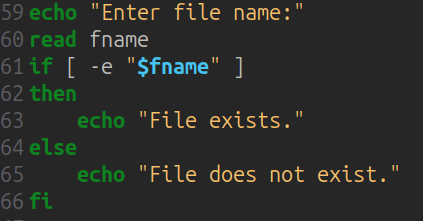 59 echo "Enter file name:"
60 read fname
61 if [ -e "$fname" ]
62 then
63     echo "File exists."
64 else
65     echo "File does not exist."
66 fi